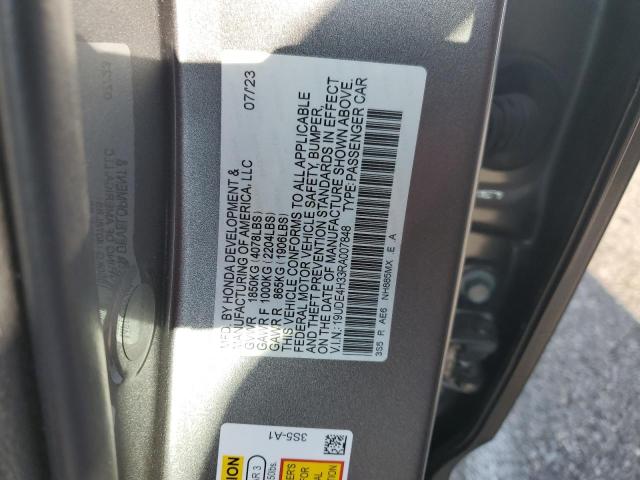 MFD. BY HONDA DEVELOPMENT & 07/23
MANUFACTURING OF AMERICA, LLC
GVWR 1850KG (4078LBS)
GAWR F 1000KG (2204LBS)
GAWR R 865KG (1906LBS)
THIS VEHICLE CONFORMS TO ALL APPLICABLE
FEDERAL MOTOR VEHICLE SAFETY, BUMPER,
AND THEFT PREVENTION STANDARDS IN EFFECT
ON THE DATE OF MANUFACTURE SHOWN ABOVE.
V.I.N.: 19UDE4H33RA007848 TYPE:PASSENGER CAR
3S5 R AE6 NH885MX .E .A
3S5-A1